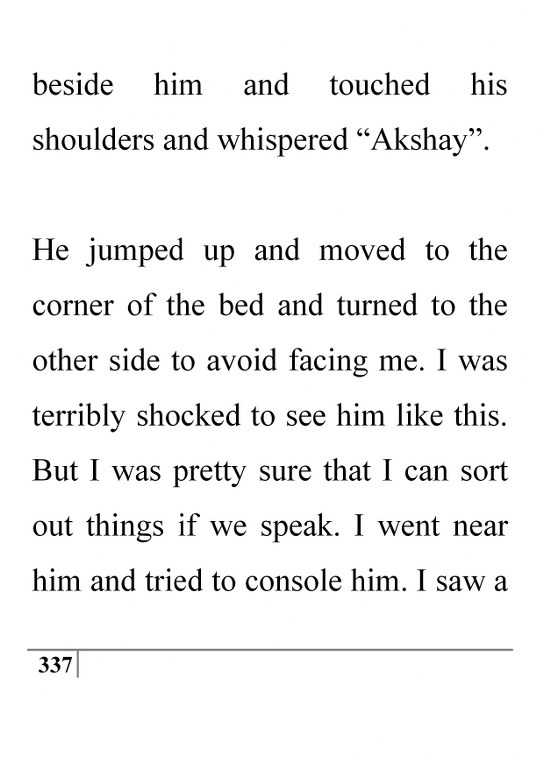 beside him and touched his
shoulders and whispered “Akshay”.
He jumped up and moved to the
corner of the bed and turned to the
other side to avoid facing me. I was
terribly shocked to see him like this.
But I was pretty sure that I can sort
out things if we speak. I went near
him and tried to console him. I saw a
337